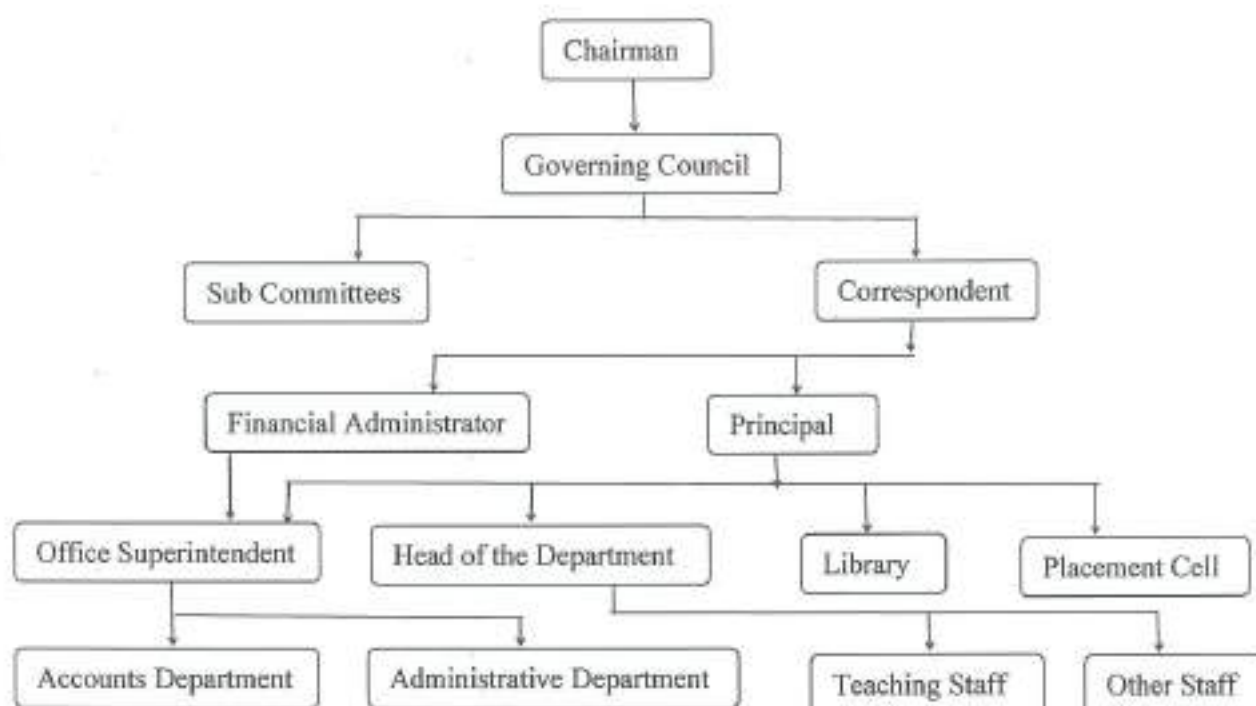 Chairman
Governing Council
Sub Committees
Correspondent
Financial Administrator
Principal
Office Superintendent
Head of the Department
Library
Placement Cell
Accounts Department
Administrative Department
Teaching Staff
Other Staff